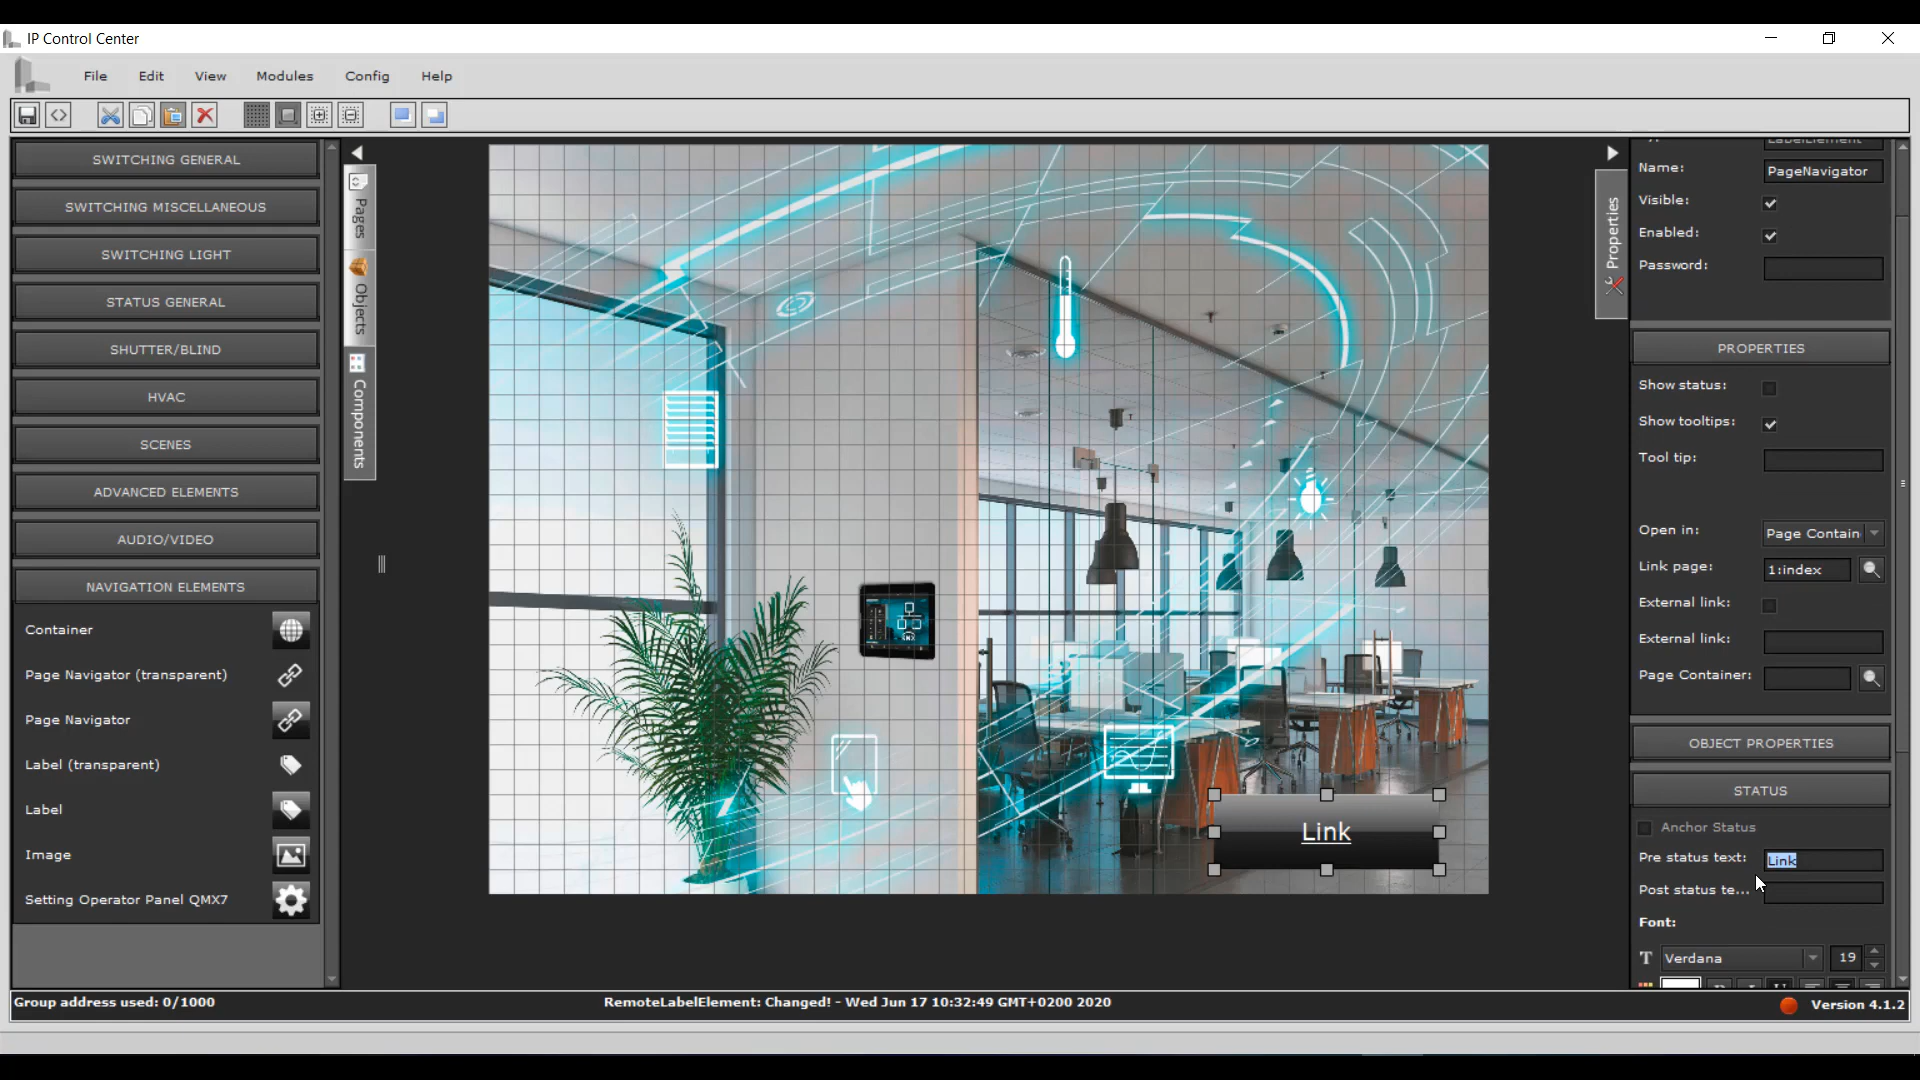 IP Control Center
File Edit View Modules Config Help
SWITCHING GENERAL
SWITCHING MISCELLANEOUS
SWITCHING LIGHT
STATUS GENERAL
SHUTTER/BLIND
HVAC
SCENES
ADVANCED ELEMENTS
AUDIO/VIDEO
NAVIGATION ELEMENTS
Container
Page Navigator (transparent)
Page Navigator
Label (transparent)
Label
Image
Setting Operator Panel QMX7
Pages
Objects
Components
Link
Properties
LabelElement
Name: PageNavigator
Visible:
Enabled:
Password:
PROPERTIES
Show status:
Show tooltips:
Tool tip:
Open in: Page Contain
Link page: 1:index
External link:
External link:
Page Container:
OBJECT PROPERTIES
STATUS
Anchor Status
Pre status text: Link
Post status te...
Font:
Verdana 19
Group address used: 0/1000
RemoteLabelElement: Changed! - Wed Jun 17 10:32:49 GMT+0200 2020
Version 4.1.2